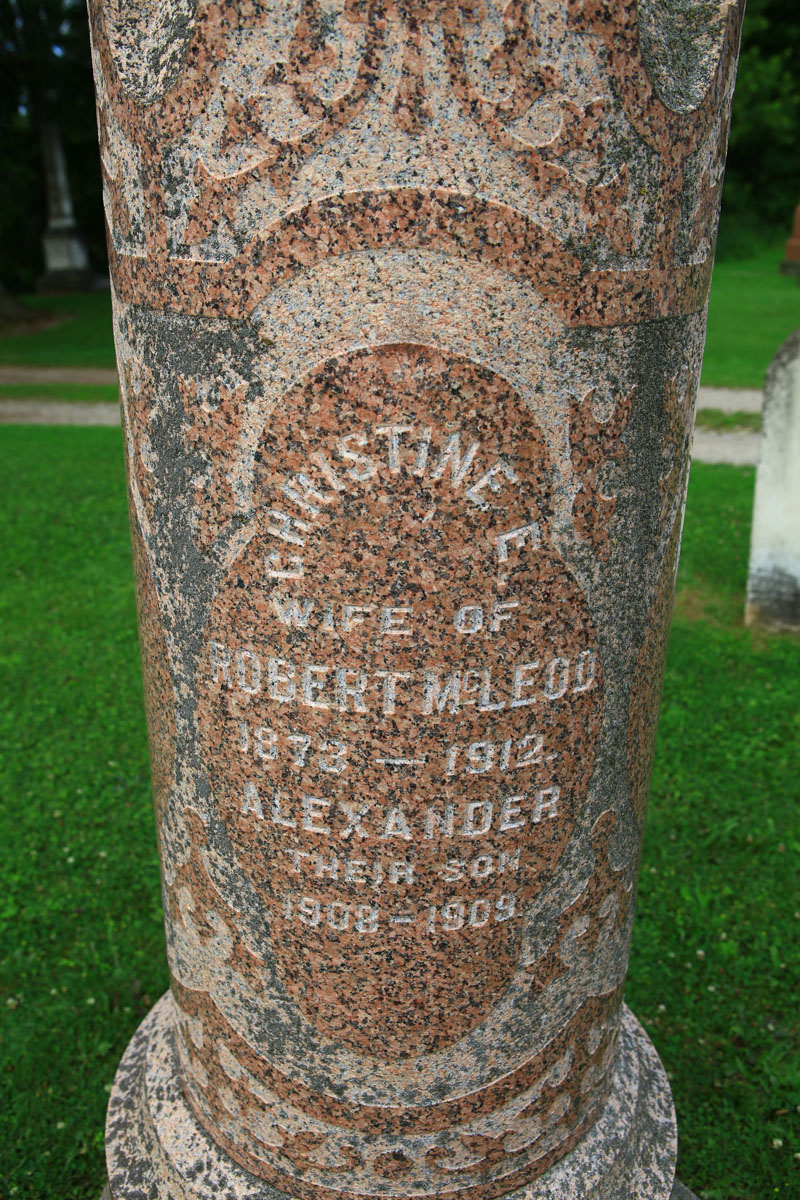 CHRISTINE E.
WIFE OF
ROBERT McLEOD
1873 — 1912.
ALEXANDER
THEIR SON
1908 – 1909.